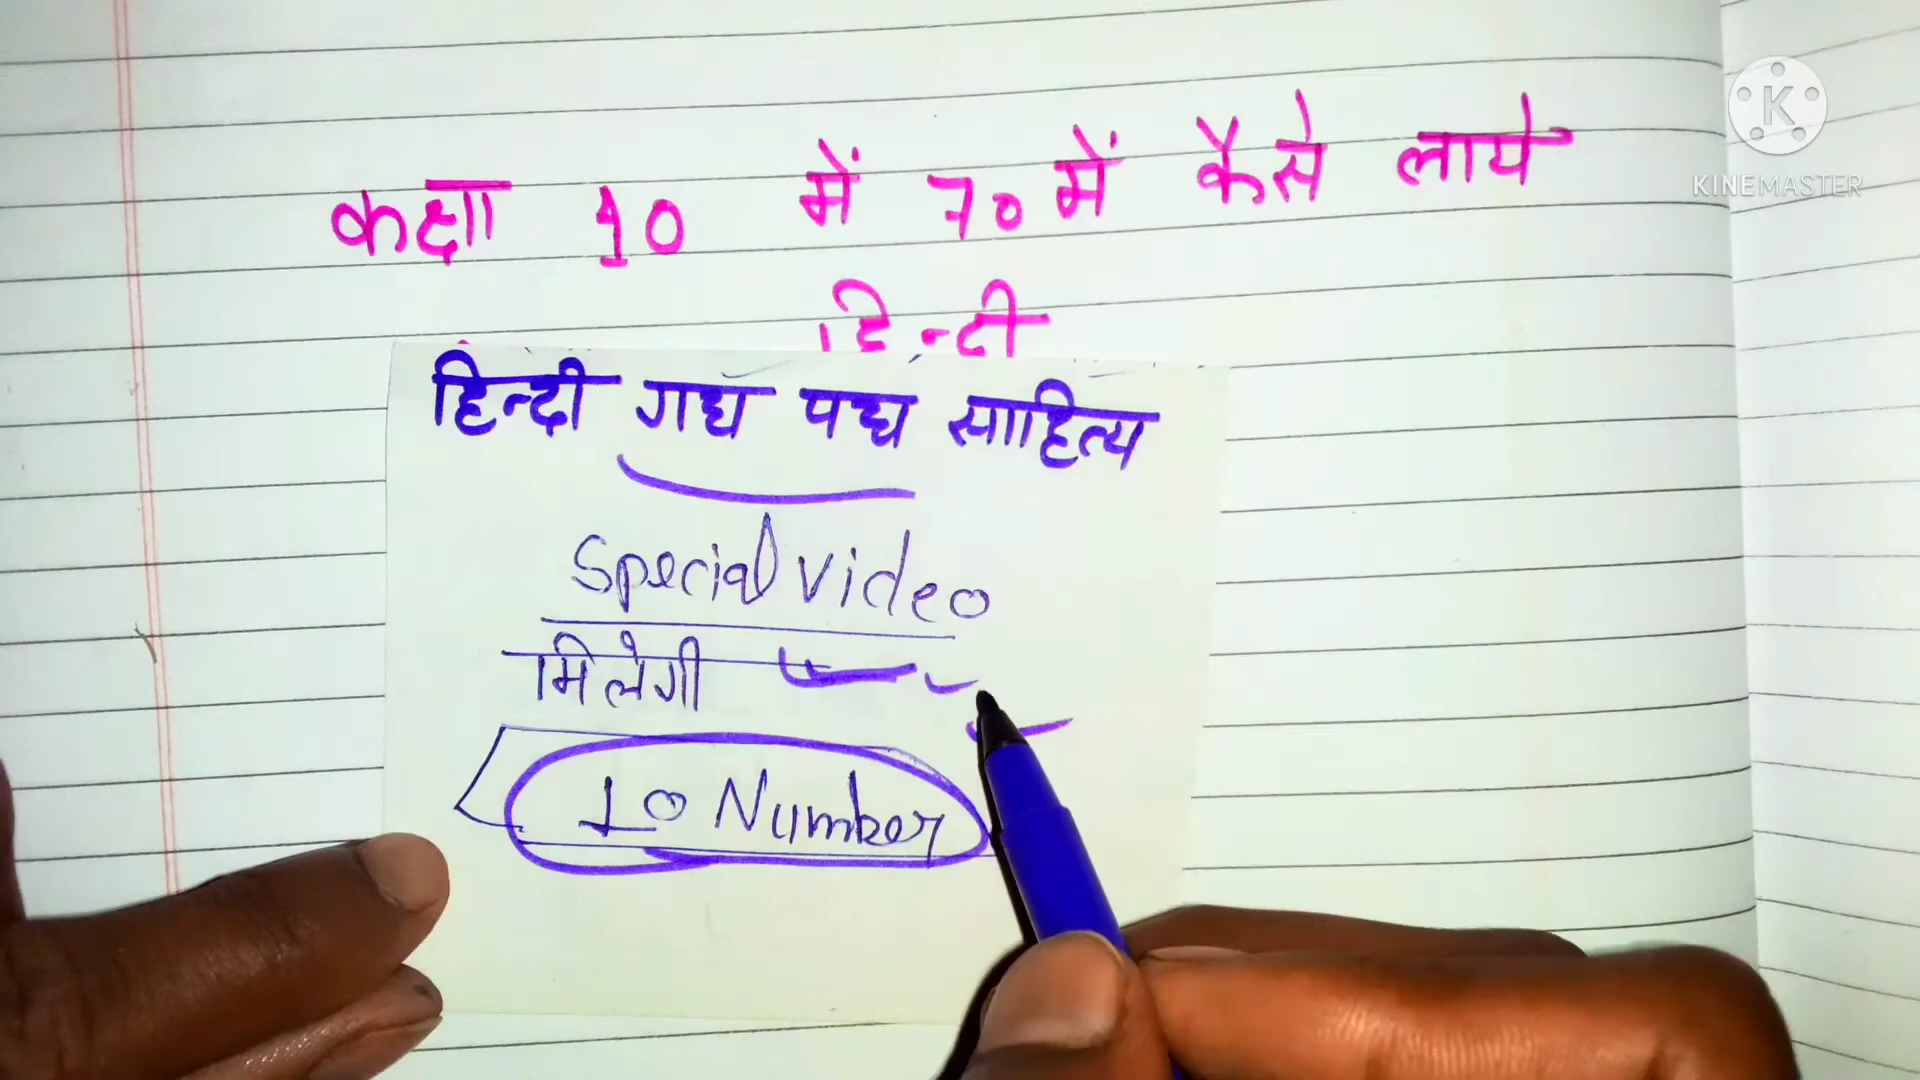 कक्षा 10 में 70 में कैसे लाये
हिन्दी
हिन्दी गद्य पद्य साहित्य
Special Video
मिलेगी
10 Number
K
KINEMASTER